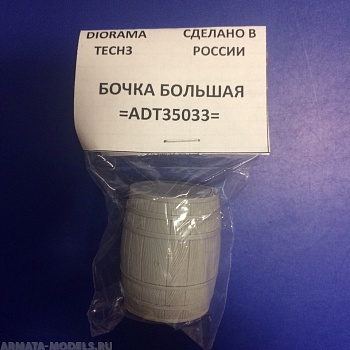 DIORAMA СДЕЛАНО В
TECH3 РОССИИ
БОЧКА БОЛЬШАЯ
=ADT35033=
ARMATA-MODELS.RU